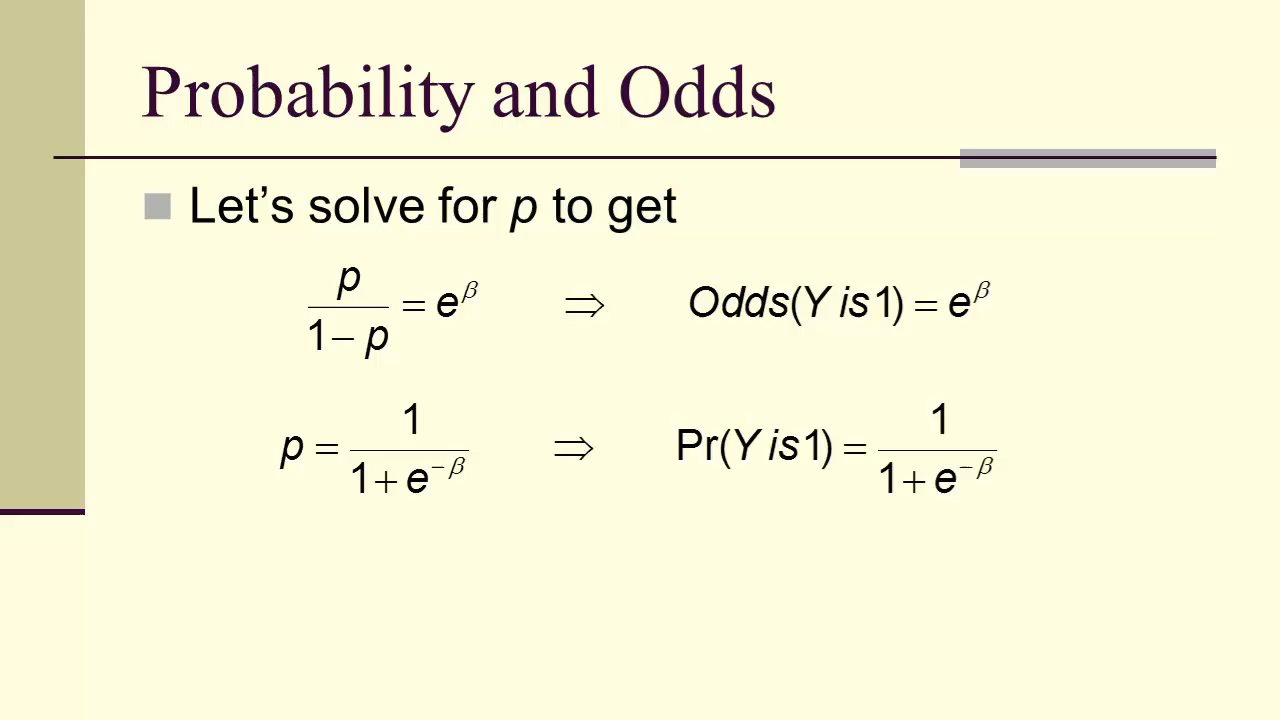 Probability and Odds
Let’s solve for p to get
p/(1 − p) = e^β ⇒ Odds(Y is 1) = e^β
p = 1/(1 + e^(−β)) ⇒ Pr(Y is 1) = 1/(1 + e^(−β))